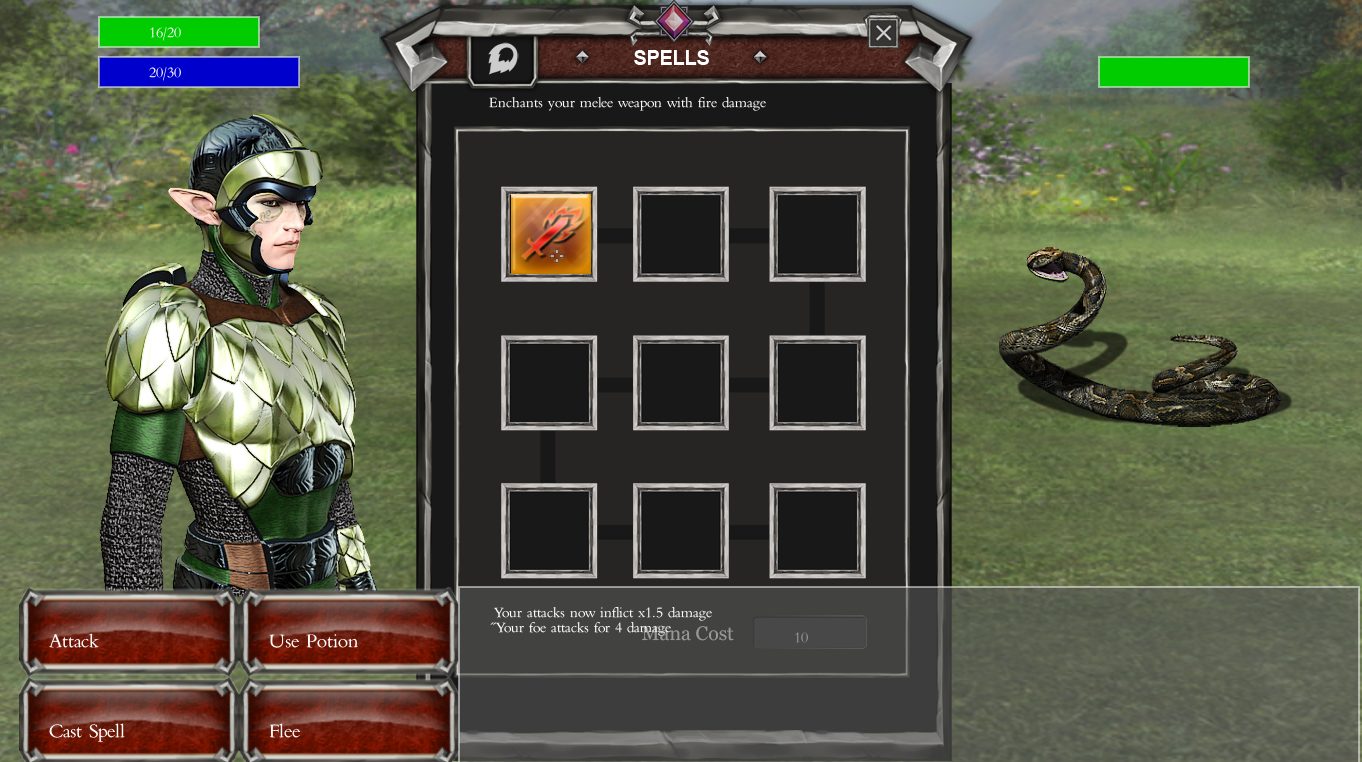 16/20
20/30
SPELLS
Enchants your melee weapon with fire damage
Your attacks now inflict x1.5 damage
~Your foe attacks for 4 damage
Mana Cost 10
Attack
Use Potion
Cast Spell
Flee